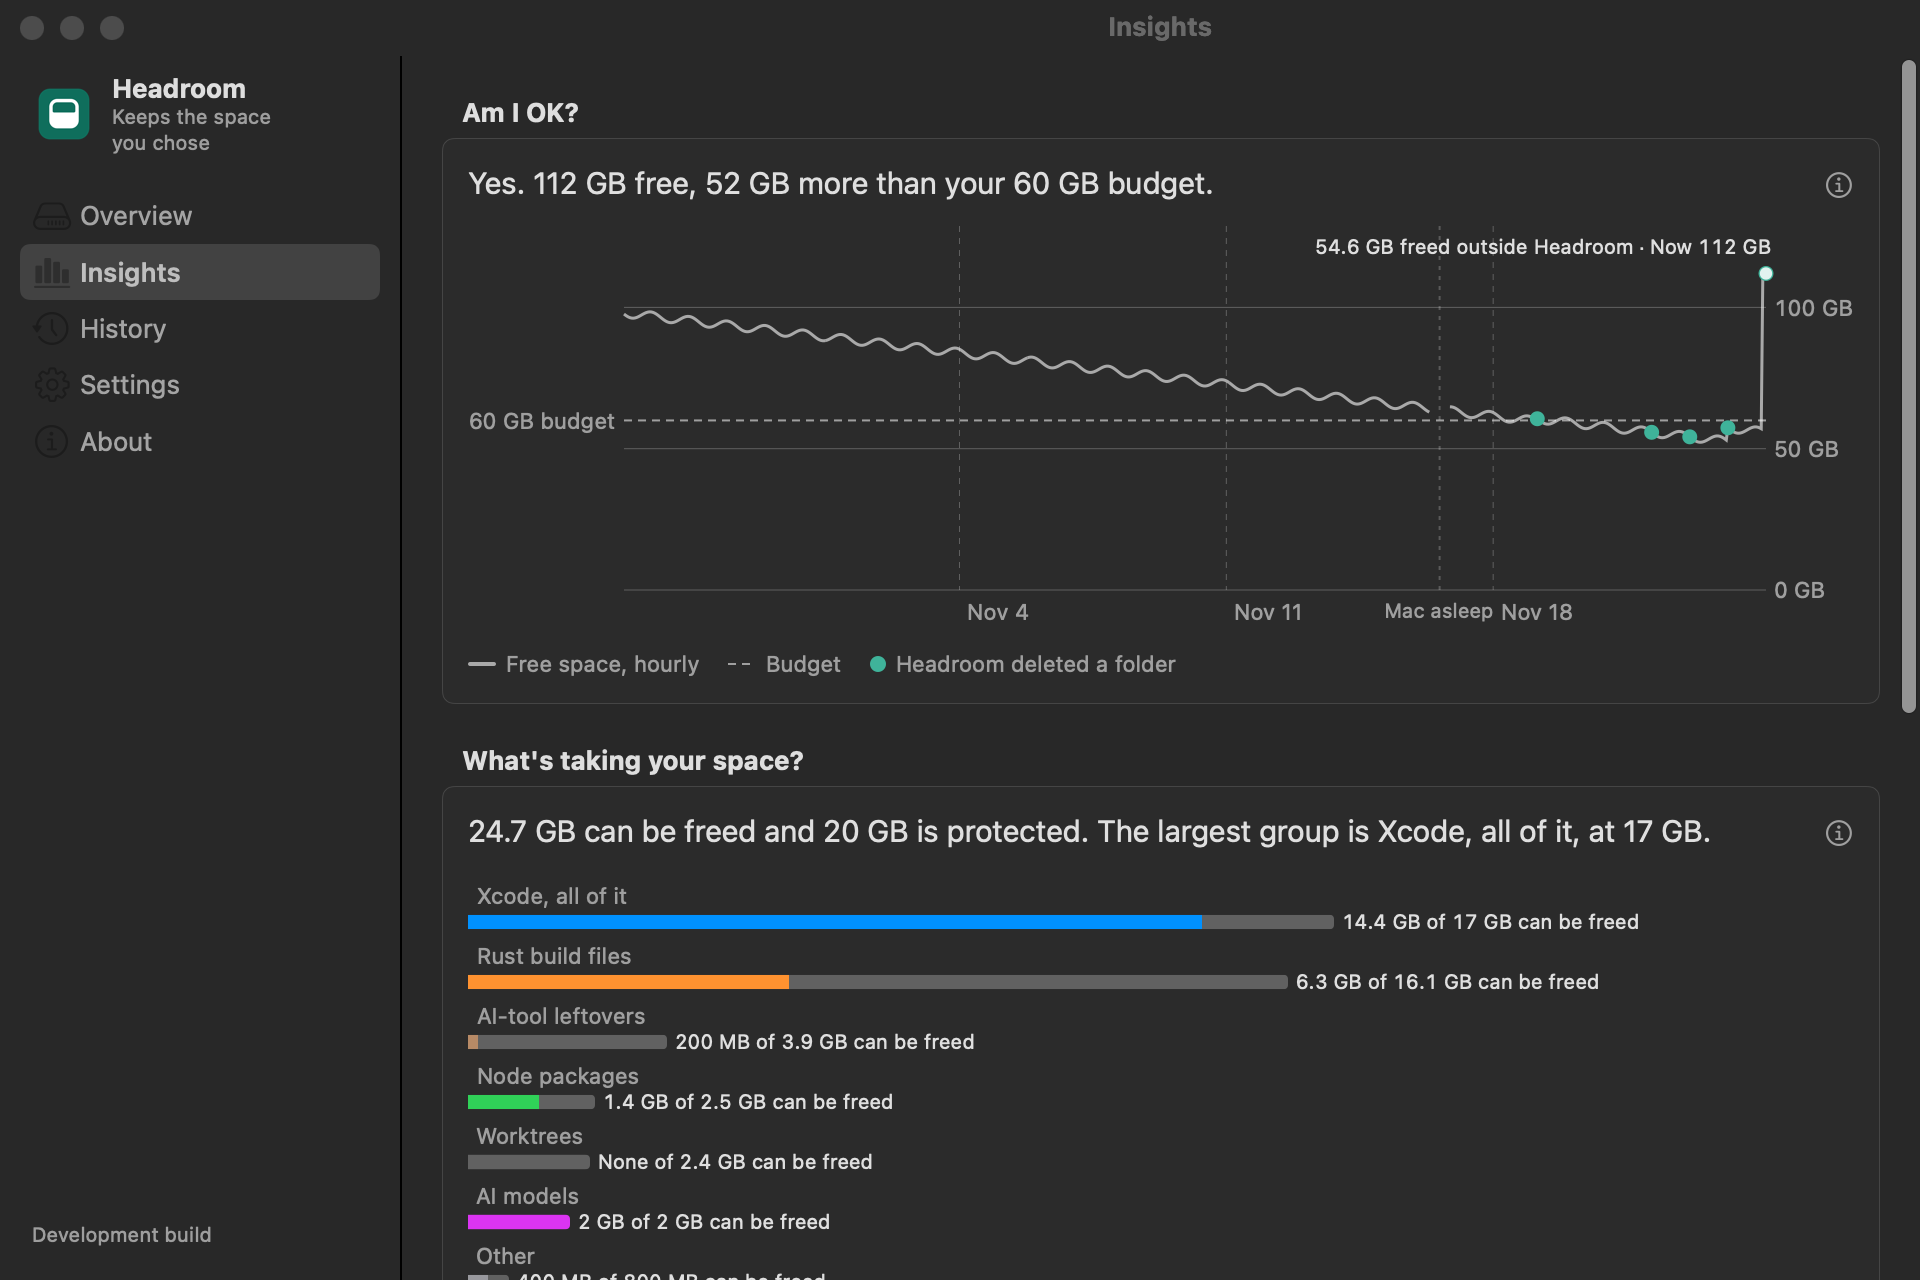 Insights
Headroom
Keeps the space
you chose
Overview
Insights
History
Settings
About
Development build
Am I OK?
Yes. 112 GB free, 52 GB more than your 60 GB budget.
54.6 GB freed outside Headroom · Now 112 GB
100 GB
60 GB budget
50 GB
0 GB
Nov 4
Nov 11
Mac asleep
Nov 18
Free space, hourly
Budget
Headroom deleted a folder
What's taking your space?
24.7 GB can be freed and 20 GB is protected. The largest group is Xcode, all of it, at 17 GB.
Xcode, all of it
14.4 GB of 17 GB can be freed
Rust build files
6.3 GB of 16.1 GB can be freed
AI-tool leftovers
200 MB of 3.9 GB can be freed
Node packages
1.4 GB of 2.5 GB can be freed
Worktrees
None of 2.4 GB can be freed
AI models
2 GB of 2 GB can be freed
Other
400 MB of 800 MB can be freed